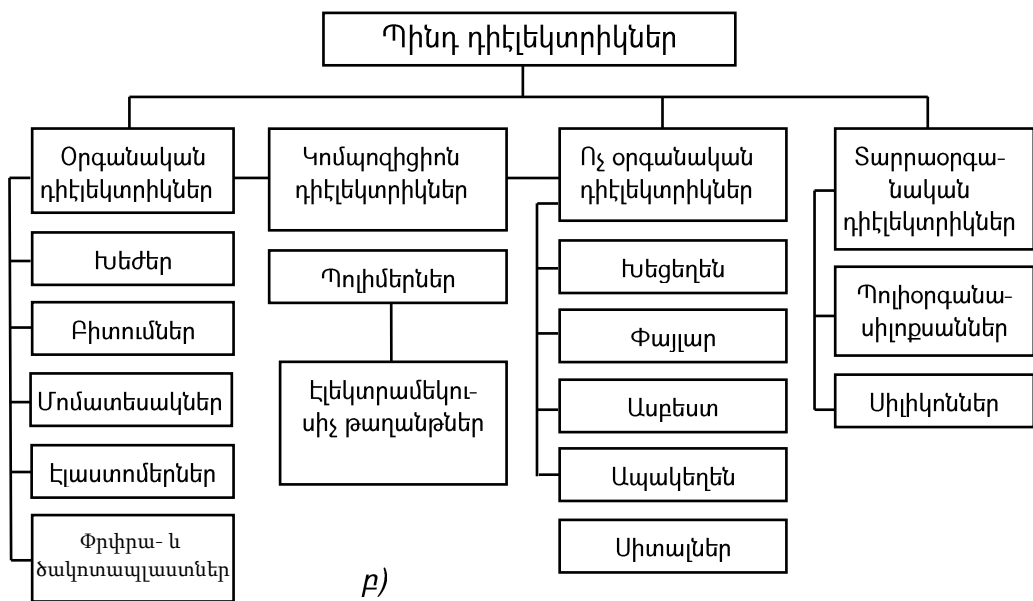 Պինդ դիէլեկտրիկներ
Օրգանական
դիէլեկտրիկներ
Խեժեր
Բիտումներ
Մոմատեսակներ
Էլաստոմերներ
Փրփրա- և
ծակոտապլաստներ
Կոմպոզիցիոն
դիէլեկտրիկներ
Պոլիմերներ
Էլեկտրամեկու-
սիչ թաղանթներ
Ոչ օրգանական
դիէլեկտրիկներ
Խեցեղեն
Փայլար
Ասբեստ
Ապակեղեն
Սիտալներ
Տարրաօրգա-
նական
դիէլեկտրիկներ
Պոլիօրգանա-
սիլոքսաններ
Սիլիկոններ
բ)